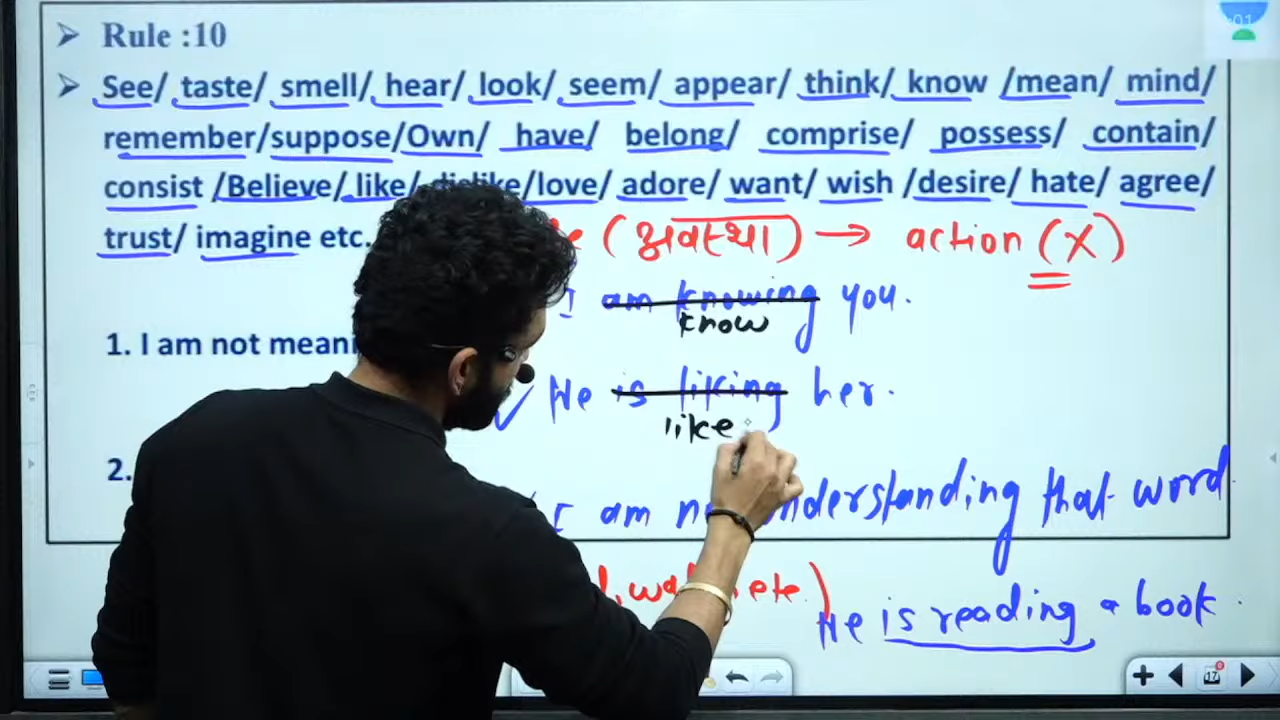 Rule :10
See/ taste/ smell/ hear/ look/ seem/ appear/ think/ know /mean/ mind/
remember/suppose/Own/ have/ belong/ comprise/ possess/ contain/
consist /Believe/ like/ dislike/love/ adore/ want/ wish /desire/ hate/ agree/
trust/ imagine etc.
(अवस्था) → action (X)
I am knowing you.
know
1. I am not meani
He is liking her.
like
2.
I am understanding that word.
etc.)
He is reading a book.
17